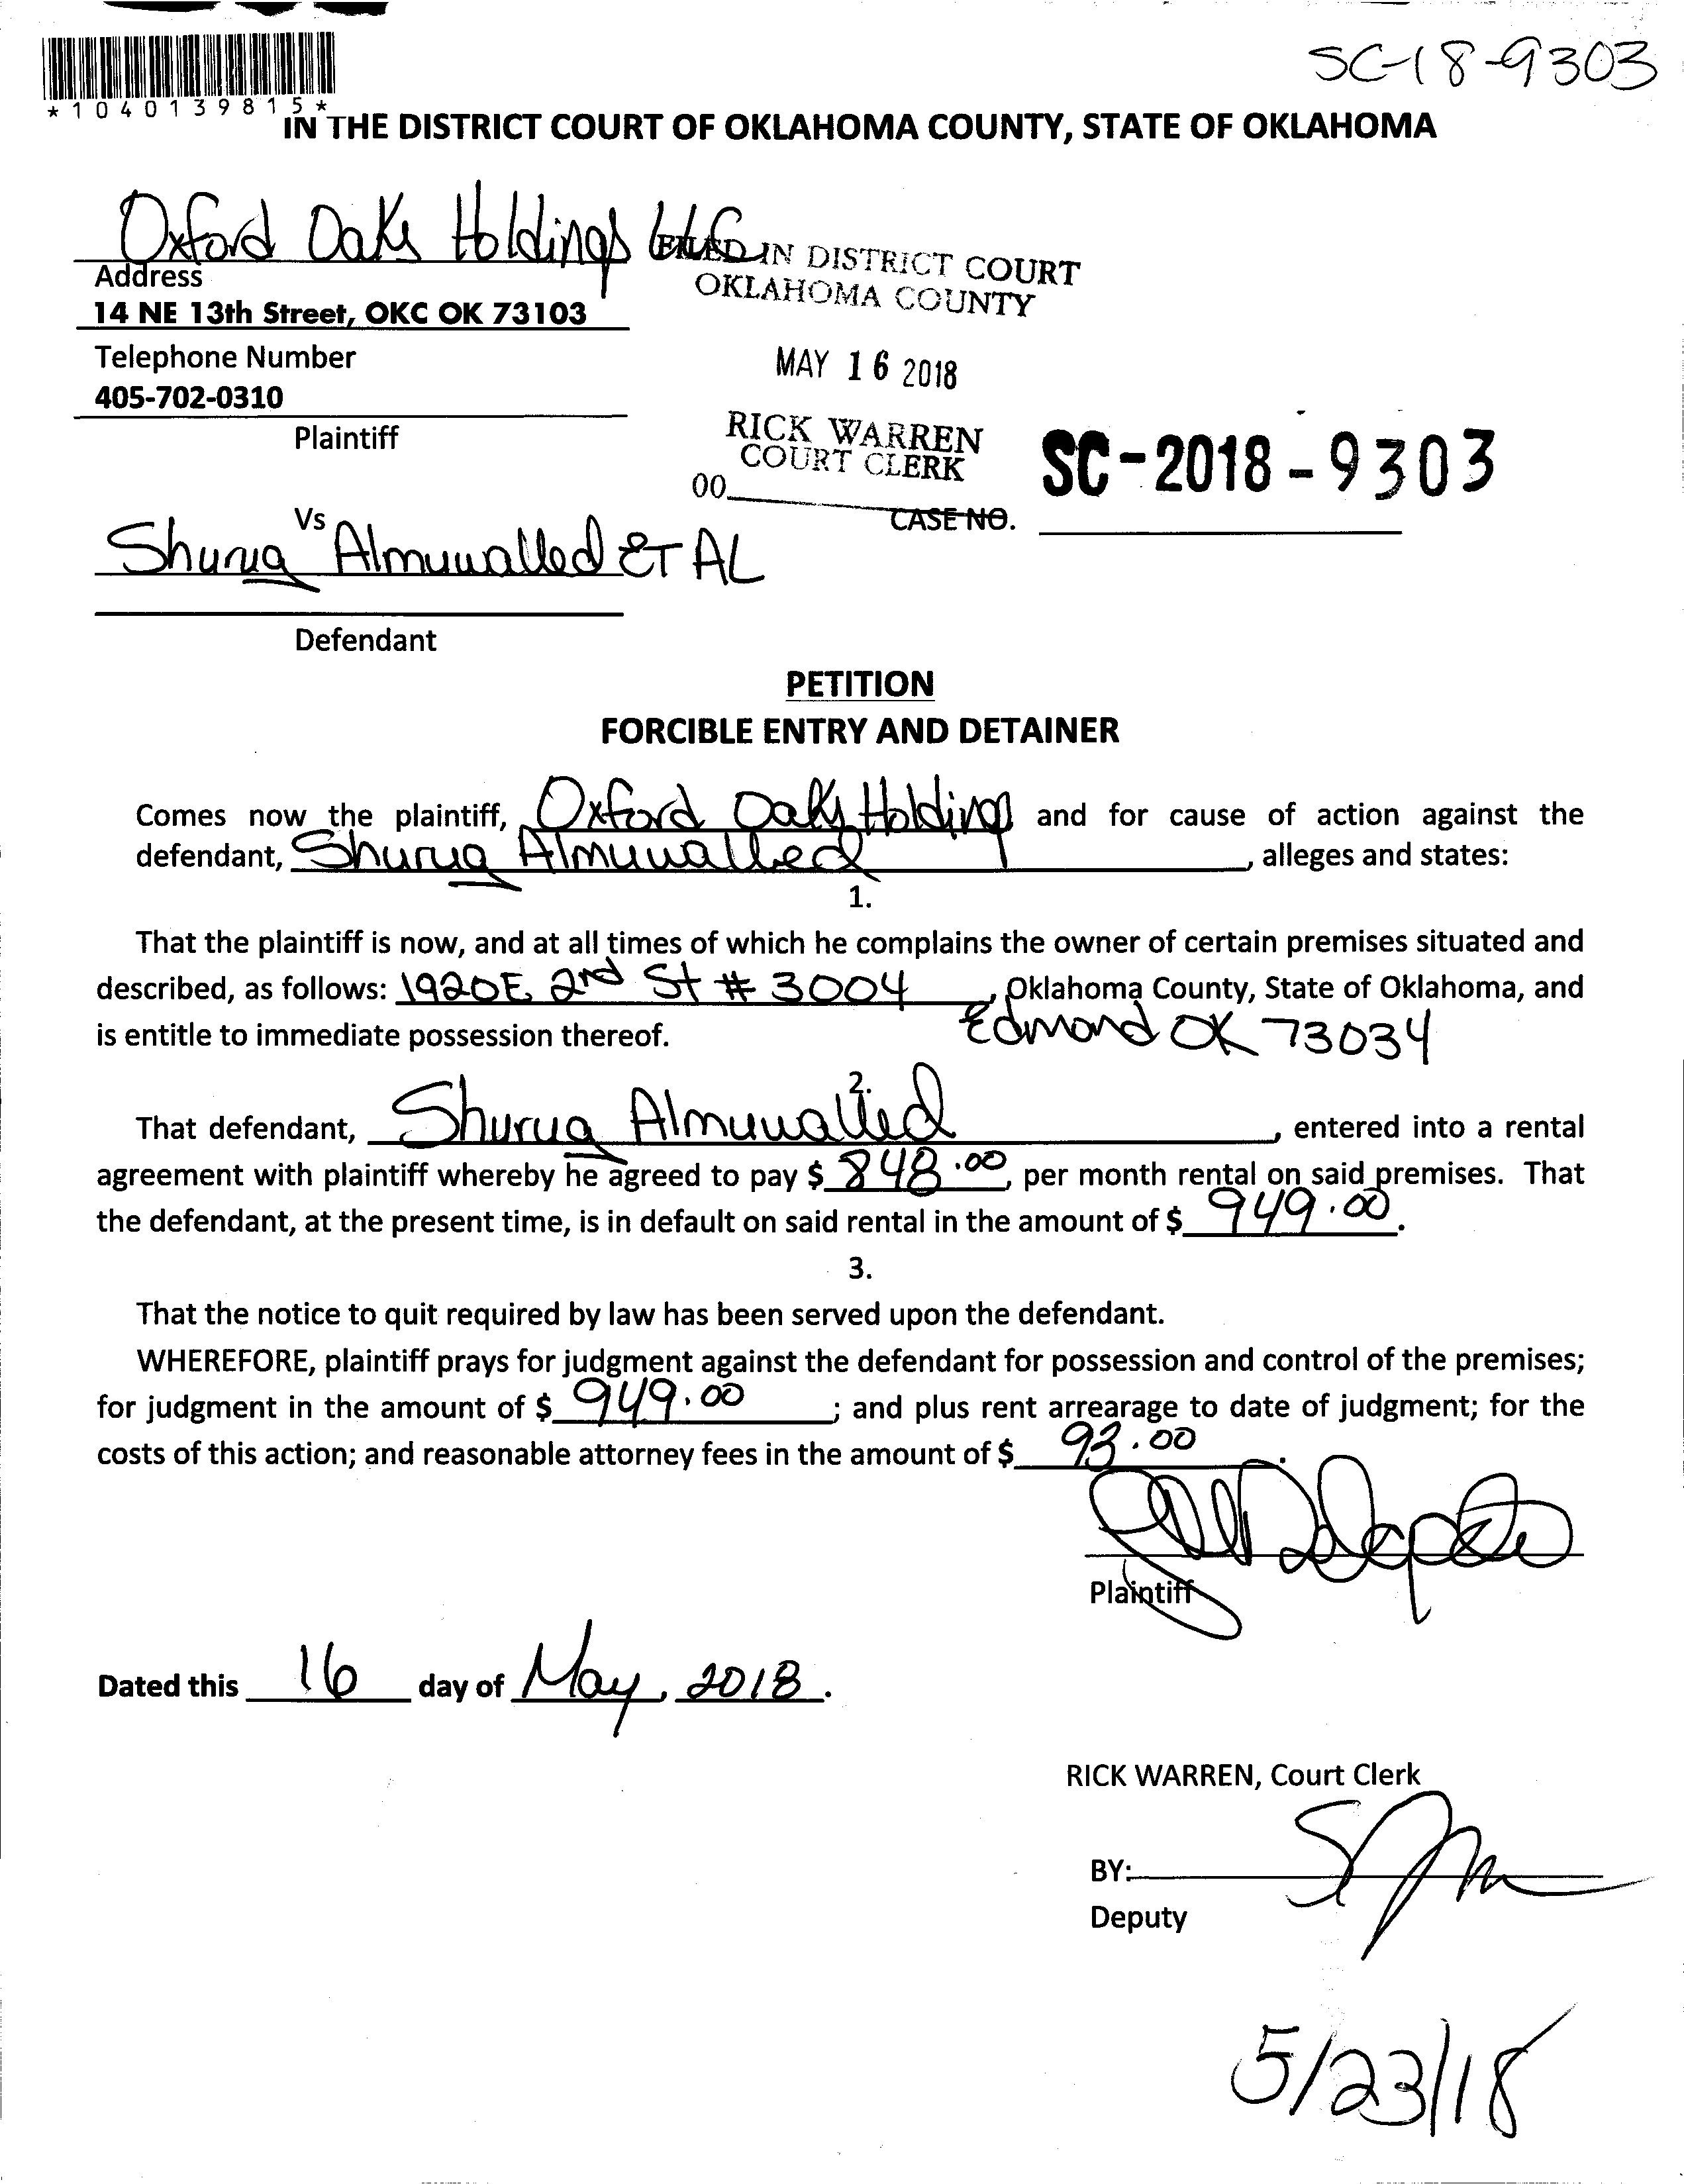 SC-18-9303
*1040139815*
IN THE DISTRICT COURT OF OKLAHOMA COUNTY, STATE OF OKLAHOMA
Oxford Oaks Holdings LLC
FILED IN DISTRICT COURT
OKLAHOMA COUNTY
Address
14 NE 13th Street, OKC OK 73103
Telephone Number
405-702-0310
MAY 16 2018
Plaintiff
RICK WARREN
COURT CLERK
00
SC-2018-9303
CASE NO.
Vs
Shuruq Almuwalled ET AL
Defendant
PETITION
FORCIBLE ENTRY AND DETAINER
Comes now the plaintiff, Oxford Oaks Holdings and for cause of action against the
defendant, Shuruq Almuwalled, alleges and states:
1.
That the plaintiff is now, and at all times of which he complains the owner of certain premises situated and
described, as follows: 1920 E 2nd St # 3004, Oklahoma County, State of Oklahoma, and
is entitle to immediate possession thereof. Edmond OK 73034
2.
That defendant, Shuruq Almuwalled, entered into a rental
agreement with plaintiff whereby he agreed to pay $ 848.00, per month rental on said premises. That
the defendant, at the present time, is in default on said rental in the amount of $ 949.00.
3.
That the notice to quit required by law has been served upon the defendant.
WHEREFORE, plaintiff prays for judgment against the defendant for possession and control of the premises;
for judgment in the amount of $ 949.00; and plus rent arrearage to date of judgment; for the
costs of this action; and reasonable attorney fees in the amount of $ 93.00.
Plaintiff
Dated this 16 day of May, 2018.
RICK WARREN, Court Clerk
BY:
Deputy
5/23/18